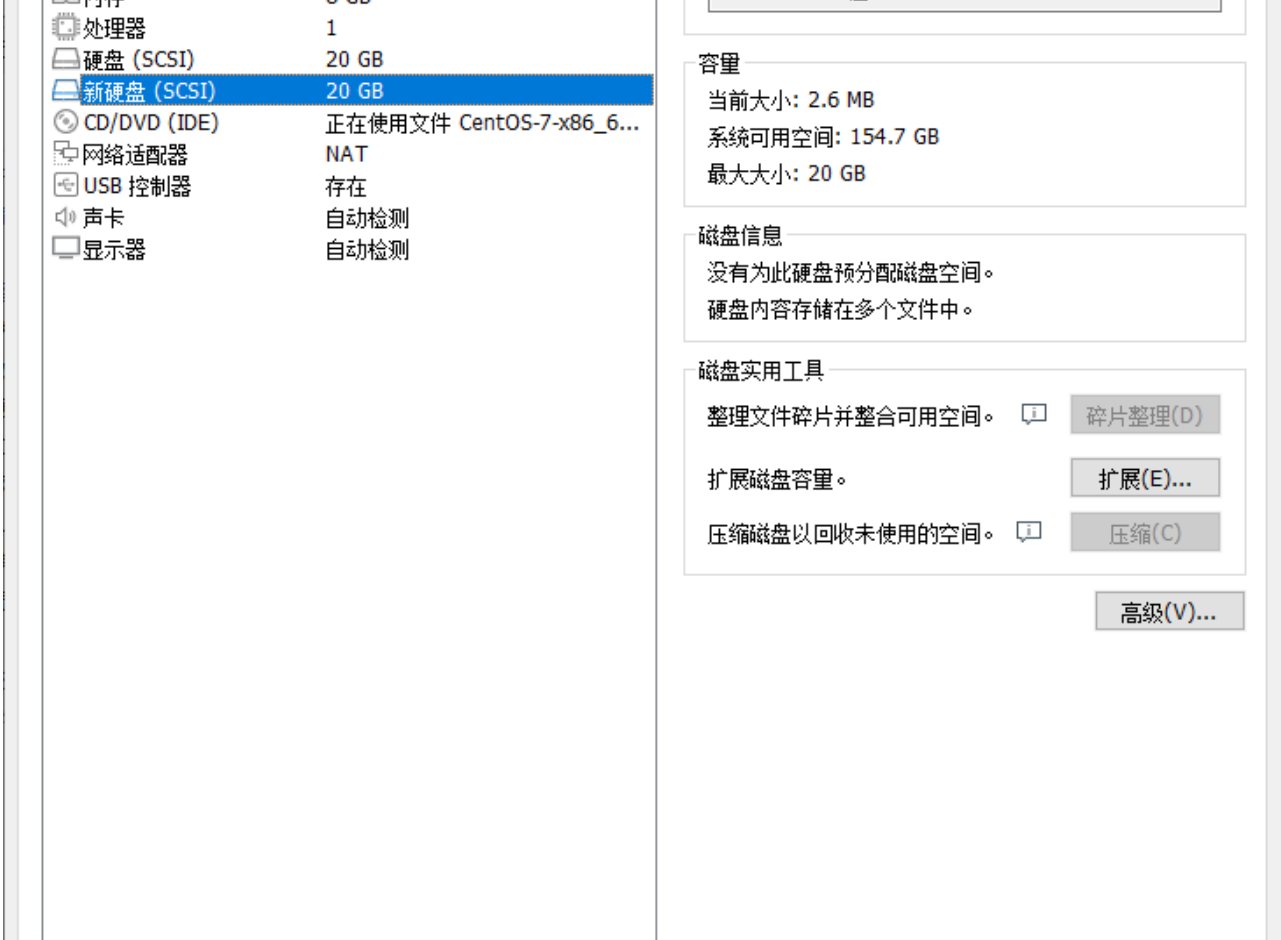 处理器 1
硬盘 (SCSI) 20 GB
新硬盘 (SCSI) 20 GB
CD/DVD (IDE) 正在使用文件 CentOS-7-x86_6...
网络适配器 NAT
USB 控制器 存在
声卡 自动检测
显示器 自动检测
容量
当前大小: 2.6 MB
系统可用空间: 154.7 GB
最大大小: 20 GB
磁盘信息
没有为此硬盘预分配磁盘空间。
硬盘内容存储在多个文件中。
磁盘实用工具
整理文件碎片并整合可用空间。 碎片整理(D)
扩展磁盘容量。 扩展(E)...
压缩磁盘以回收未使用的空间。 压缩(C)
高级(V)...